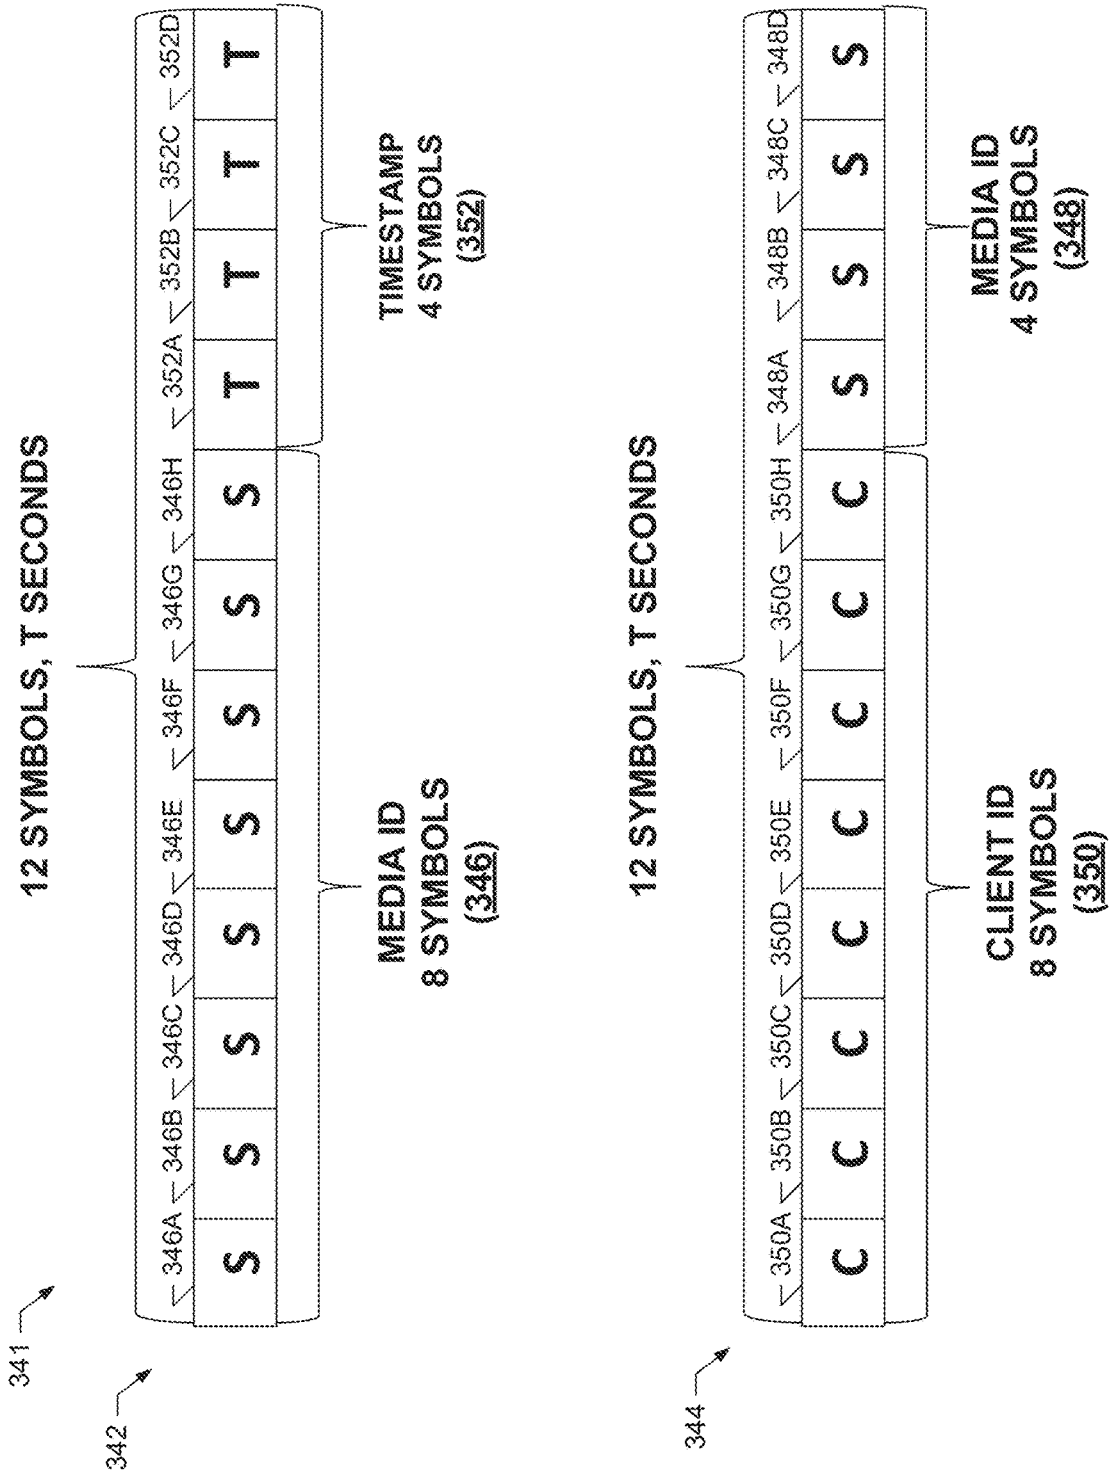 341
342
12 SYMBOLS, T SECONDS
346A 346B 346C 346D 346E 346F 346G 346H 352A 352B 352C 352D
S S S S S S S S T T T T
MEDIA ID
8 SYMBOLS
(346)
TIMESTAMP
4 SYMBOLS
(352)
344
12 SYMBOLS, T SECONDS
350A 350B 350C 350D 350E 350F 350G 350H 348A 348B 348C 348D
C C C C C C C C S S S S
CLIENT ID
8 SYMBOLS
(350)
MEDIA ID
4 SYMBOLS
(348)